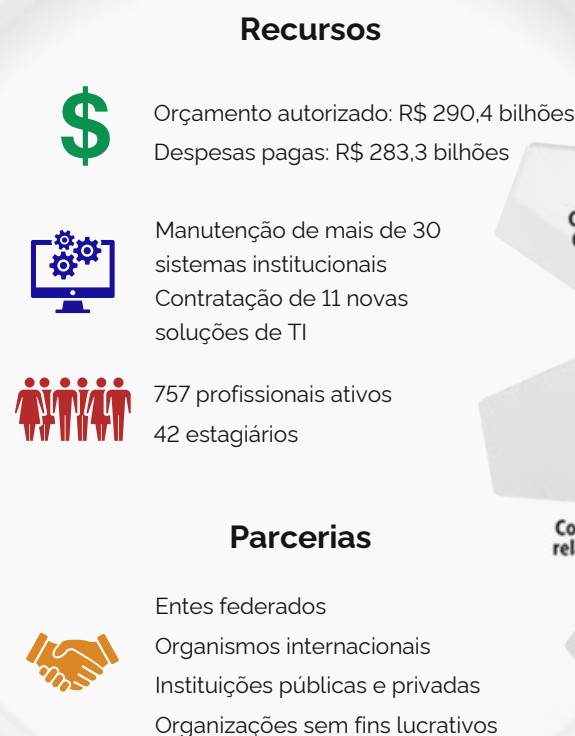 Recursos
Orçamento autorizado: R$ 290,4 bilhões
Despesas pagas: R$ 283,3 bilhões
Manutenção de mais de 30
sistemas institucionais
Contratação de 11 novas
soluções de TI
757 profissionais ativos
42 estagiários
Parcerias
Entes federados
Organismos internacionais
Instituições públicas e privadas
Organizações sem fins lucrativos